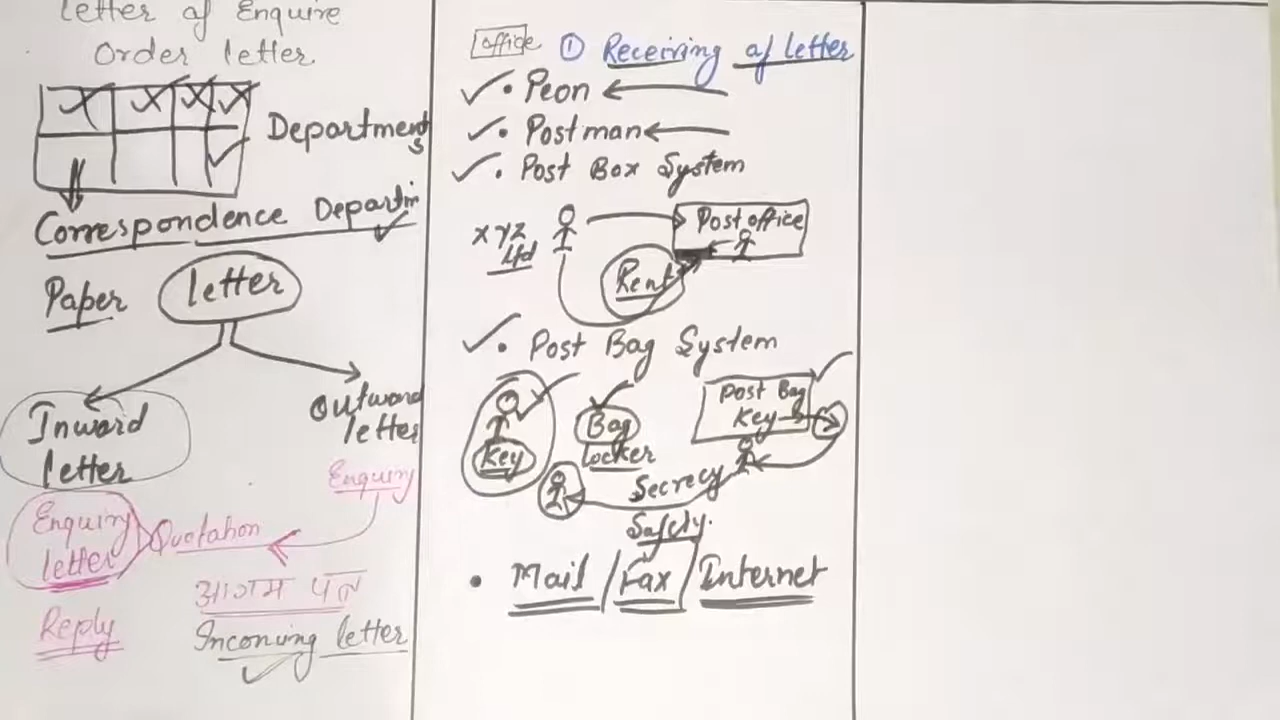 Letter of Enquire
Order letter
Departments
Correspondence Departm
Paper
letter
Inward
letter
Outward
letter
Enquiry
Enquiry
letter
Quotation
आगम पत्र
Reply
Incoming letter
office ① Receiving of letter
• Peon
• Postman
• Post Box System
xyz
Ltd
Post office
Rent
• Post Bag System
Key
Bag
Locker
Post Bag
Key
Secrecy
Safety.
• Mail / Fax / Internet